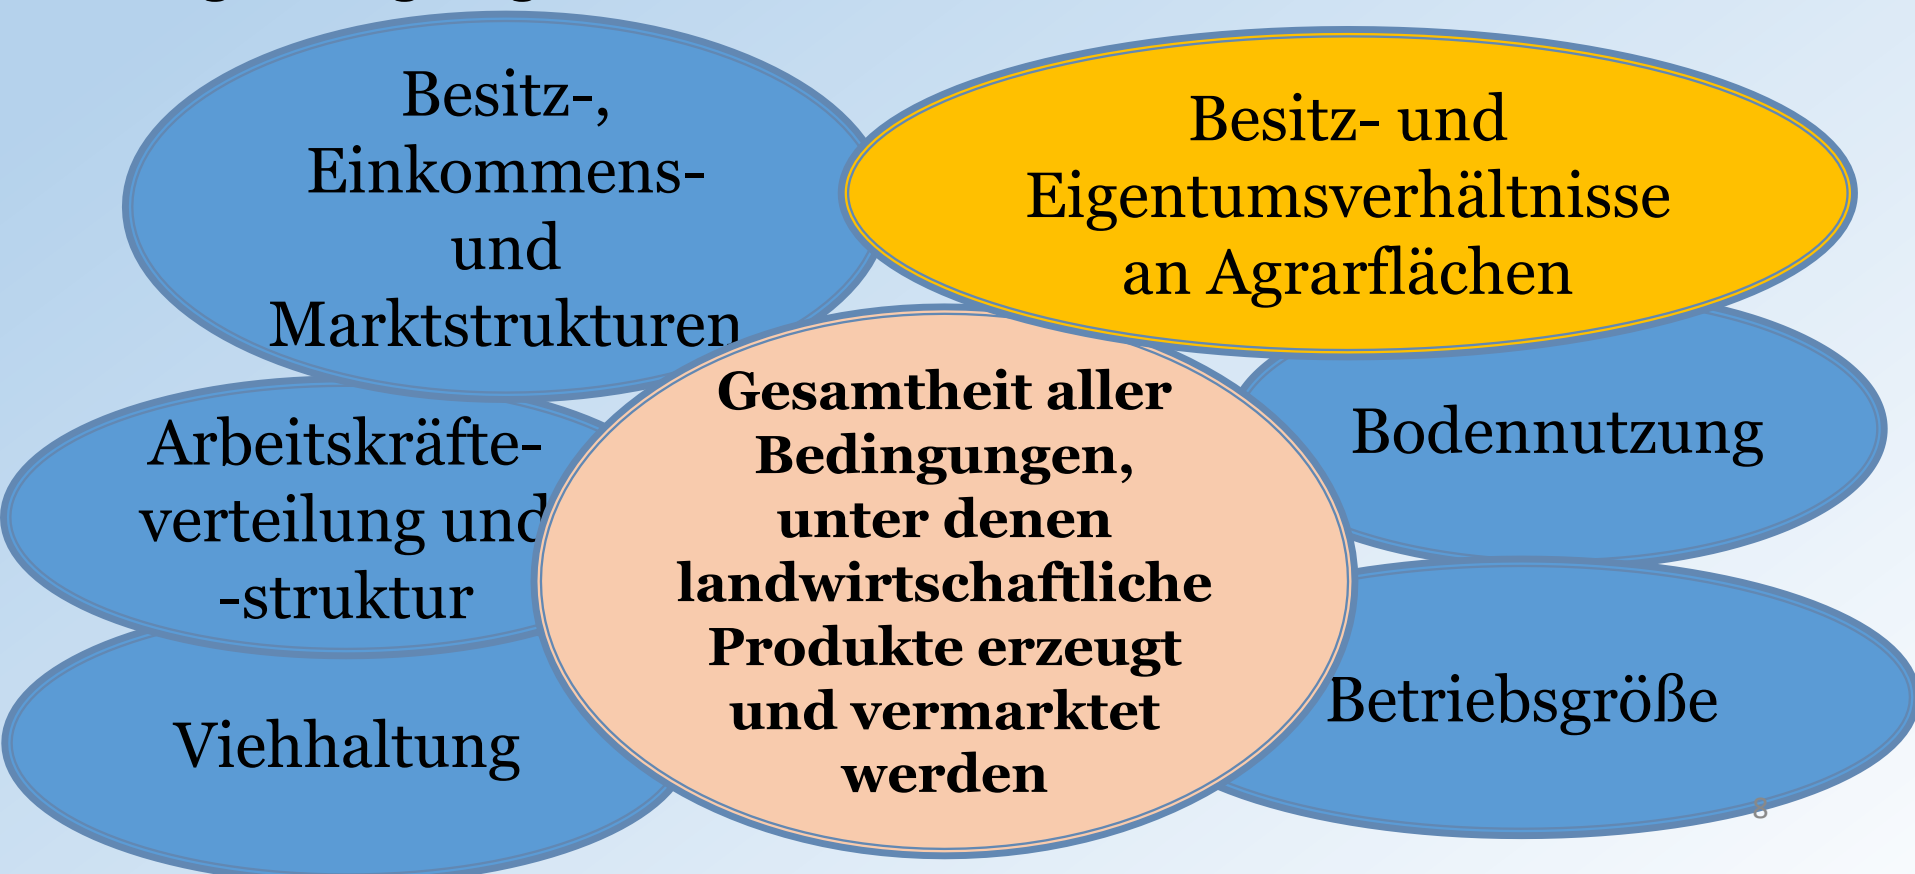 Besitz-,
Einkommens-
und
Marktstrukturen
Besitz- und
Eigentumsverhältnisse
an Agrarflächen
Arbeitskräfte-
verteilung und
-struktur
Gesamtheit aller
Bedingungen,
unter denen
landwirtschaftliche
Produkte erzeugt
und vermarktet
werden
Bodennutzung
Viehhaltung
Betriebsgröße
8